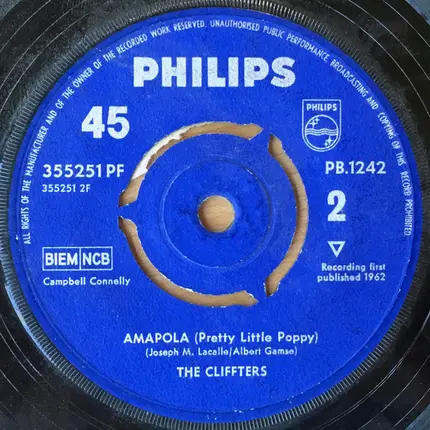 ALL RIGHTS OF THE MANUFACTURER AND OF THE OWNER OF THE RECORDED WORK RESERVED. UNAUTHORISED PUBLIC PERFORMANCE, BROADCASTING AND COPYING OF THIS RECORD PROHIBITED
PHILIPS
45
PHILIPS
355251 PF
355251 2F
PB.1242
2
BIEM NCB
Campbell Connelly
Recording first
published 1962
AMAPOLA (Pretty Little Poppy)
(Joseph M. Lacalle/Albert Gamse)
THE CLIFFTERS